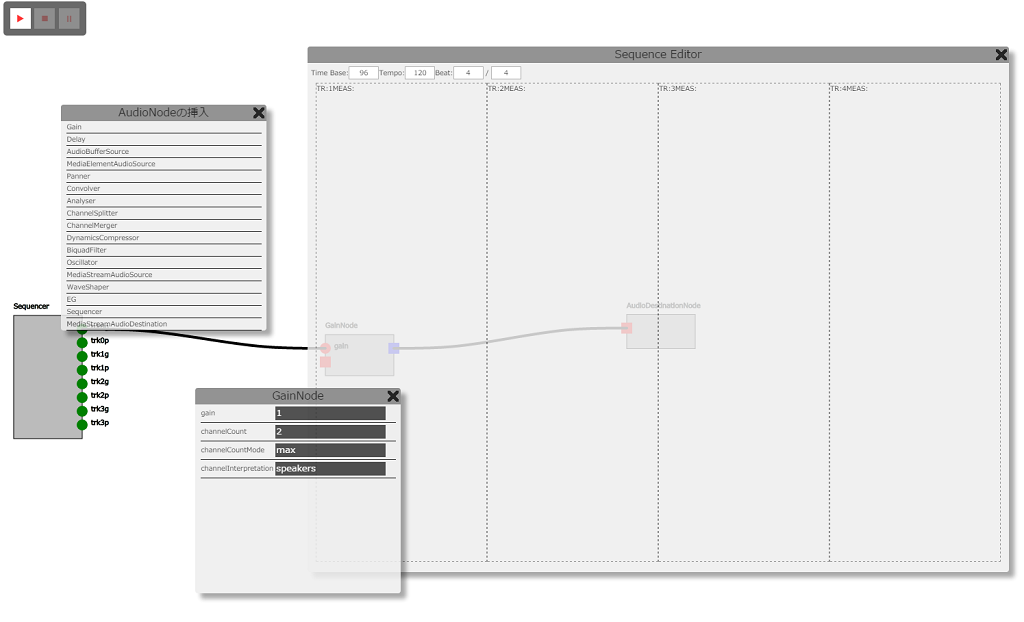 Sequence Editor
Time Base: 96 Tempo: 120 Beat: 4 / 4
TR:1MEAS: TR:2MEAS: TR:3MEAS: TR:4MEAS:
AudioNodeの挿入
Gain
Delay
AudioBufferSource
MediaElementAudioSource
Panner
Convolver
Analyser
ChannelSplitter
ChannelMerger
DynamicsCompressor
BiquadFilter
Oscillator
MediaStreamAudioSource
WaveShaper
EG
Sequencer
MediaStreamAudioDestination
Sequencer
trk0p
trk1g
trk1p
trk2g
trk2p
trk3g
trk3p
GainNode
gain
AudioDestinationNode
GainNode
gain 1
channelCount 2
channelCountMode max
channelInterpretation speakers